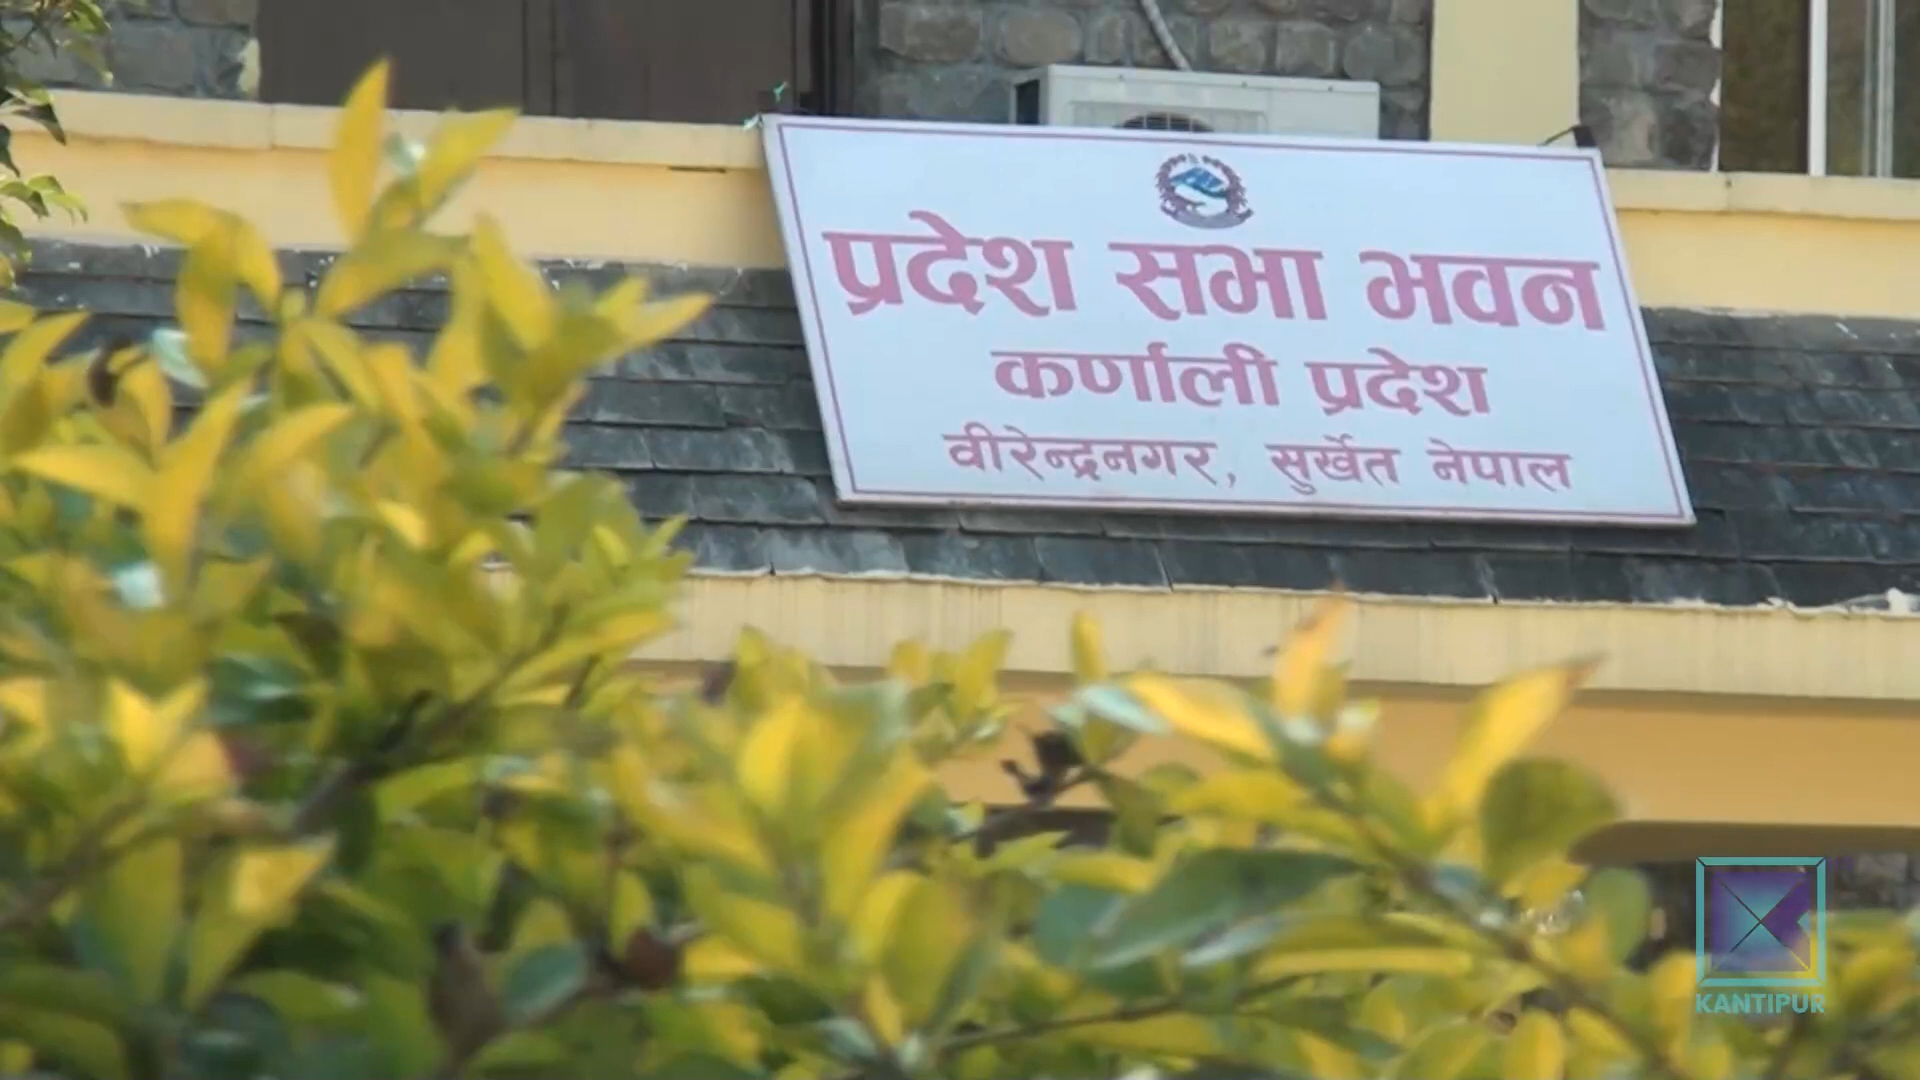 प्रदेश सभा भवन
कर्णाली प्रदेश
वीरेन्द्रनगर, सुर्खेत नेपाल
KANTIPUR